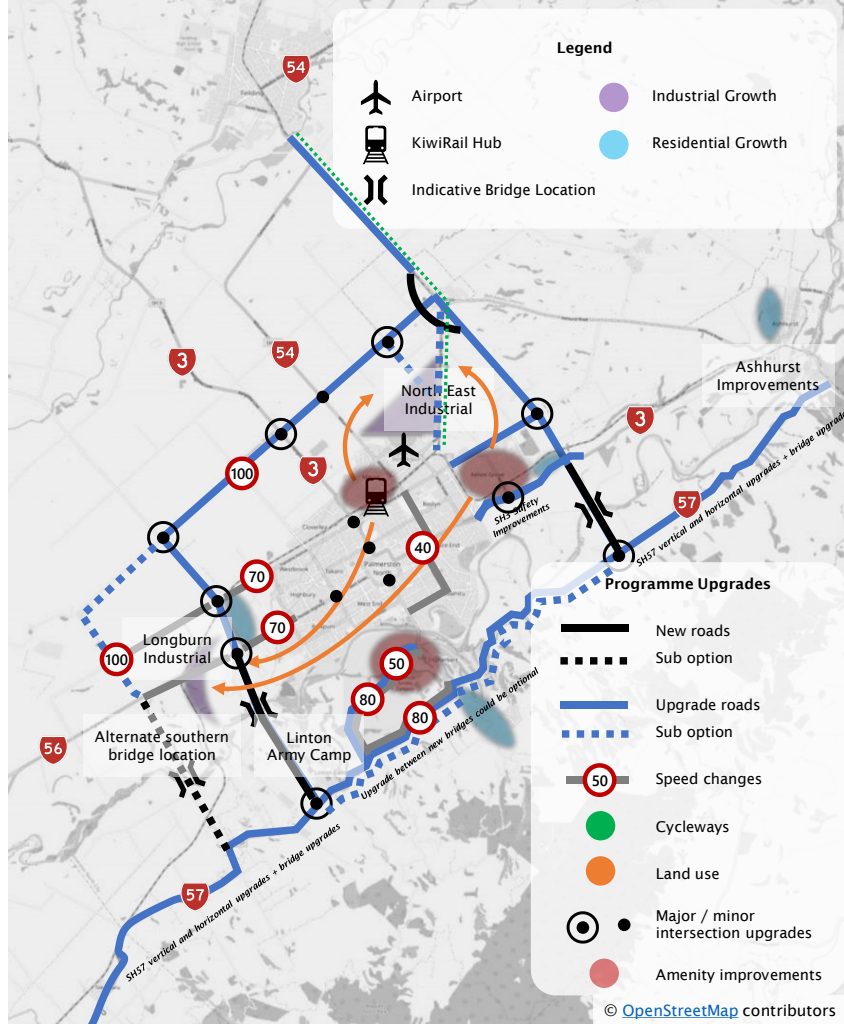 Legend
Airport
Industrial Growth
KiwiRail Hub
Residential Growth
Indicative Bridge Location
54
3
54
North East
Industrial
Ashhurst
Improvements
3
3
100
57
SH3 Safety
Improvements
SH57 vertical and horizontal upgrades + bridge upgrade
40
70
70
100
Longburn
Industrial
Palmerston
North
50
80
80
56
Alternate southern
bridge location
Linton
Army Camp
Upgrade between new bridges could be optional
57
SH57 vertical and horizontal upgrades + bridge upgrades
Programme Upgrades
New roads
Sub option
Upgrade roads
Sub option
50
Speed changes
Cycleways
Land use
Major / minor
intersection upgrades
Amenity improvements
© OpenStreetMap contributors